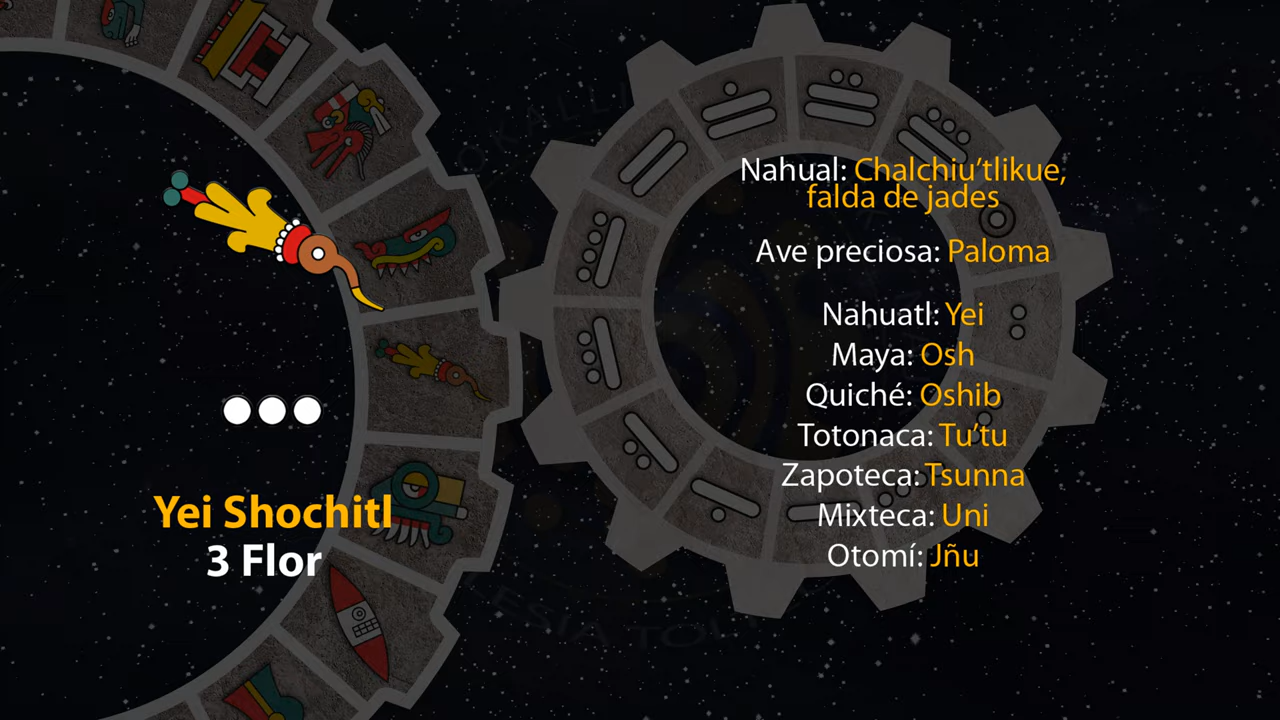 Nahual: Chalchiu’tlikue,
falda de jades
Ave preciosa: Paloma
Nahuatl: Yei
Maya: Osh
Quiché: Oshib
Totonaca: Tu’tu
Zapoteca: Tsunna
Mixteca: Uni
Otomí: Jñu
Yei Shochitl
3 Flor